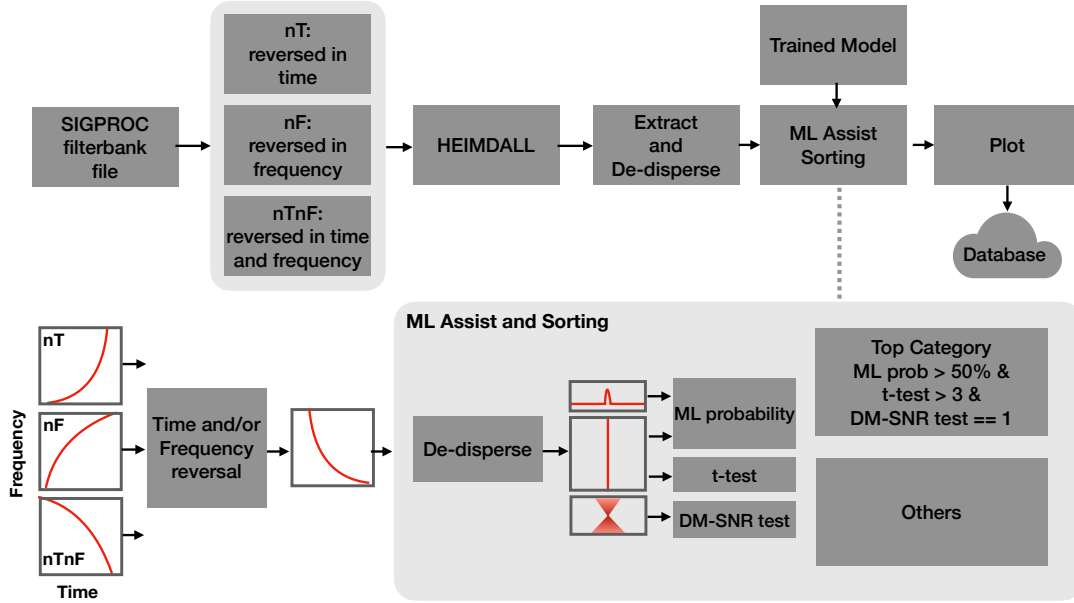 SIGPROC
filterbank
file
nT:
reversed in
time
nF:
reversed in
frequency
nTnF:
reversed in time
and frequency
HEIMDALL
Extract
and
De-disperse
Trained Model
ML Assist
Sorting
Plot
Database
Frequency
nT
nF
nTnF
Time
Time and/or
Frequency
reversal
ML Assist and Sorting
De-disperse
ML probability
t-test
DM-SNR test
Top Category
ML prob > 50% &
t-test > 3 &
DM-SNR test == 1
Others